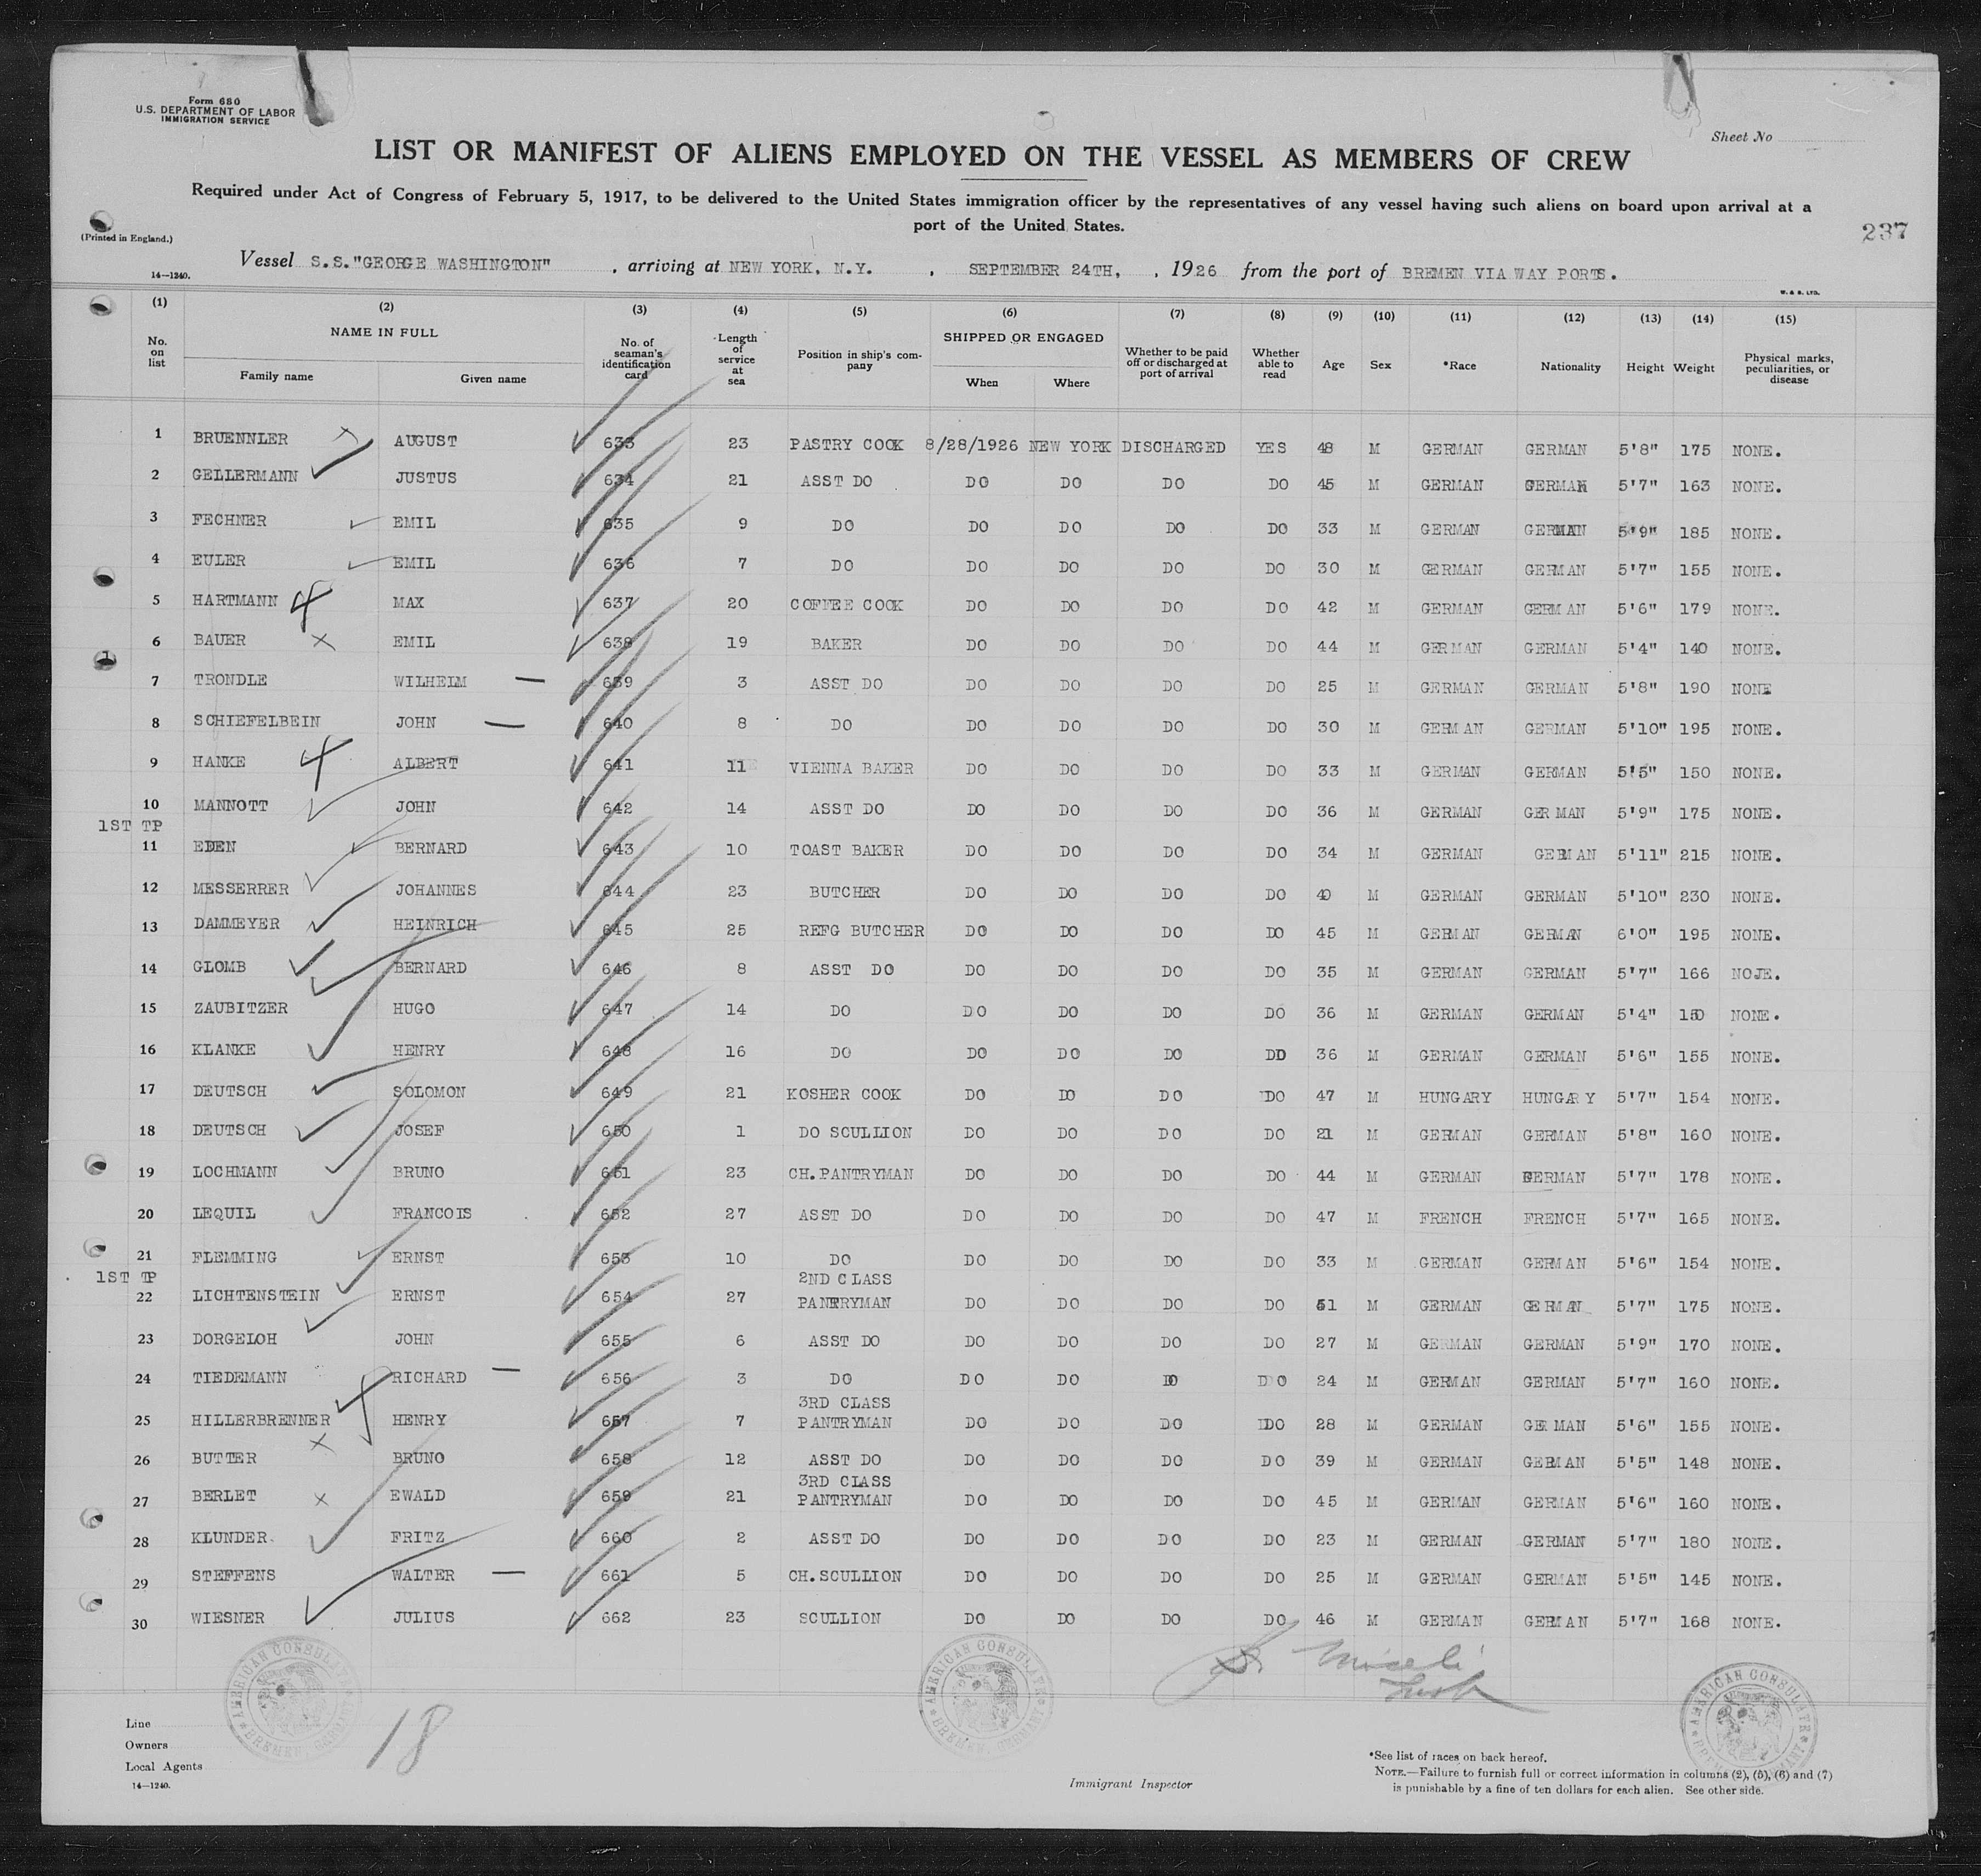 Form 680
U.S. DEPARTMENT OF LABOR
IMMIGRATION SERVICE
Sheet No
LIST OR MANIFEST OF ALIENS EMPLOYED ON THE VESSEL AS MEMBERS OF CREW
Required under Act of Congress of February 5, 1917, to be delivered to the United States immigration officer by the representatives of any vessel having such aliens on board upon arrival at a
port of the United States.
237
(Printed in England.)
14—1240.
Vessel S.S."GEORGE WASHINGTON" , arriving at NEW YORK, N.Y. , SEPTEMBER 24TH, , 1926 from the port of BREMEN VIA WAY PORTS.
W. & S. LTD.
(1) (2) (3) (4) (5) (6) (7) (8) (9) (10) (11) (12) (13) (14) (15)
No. on list NAME IN FULL Family name Given name No. of seaman's identification card Length of service at sea Position in ship's company SHIPPED OR ENGAGED When Where Whether to be paid off or discharged at port of arrival Whether able to read Age Sex *Race Nationality Height Weight Physical marks, peculiarities, or disease
1 BRUENNLER AUGUST 633 23 PASTRY COOK 8/28/1926 NEW YORK DISCHARGED YES 48 M GERMAN GERMAN 5'8" 175 NONE.
2 GELLERMANN JUSTUS 634 21 ASST DO DO DO DO DO 45 M GERMAN GERMAN 5'7" 163 NONE.
3 FECHNER EMIL 635 9 DO DO DO DO DO 33 M GERMAN GERMAN 5'9" 185 NONE.
4 EULER EMIL 636 7 DO DO DO DO DO 30 M GERMAN GERMAN 5'7" 155 NONE.
5 HARTMANN MAX 637 20 COFFEE COOK DO DO DO DO 42 M GERMAN GERMAN 5'6" 179 NONE.
6 BAUER EMIL 638 19 BAKER DO DO DO DO 44 M GERMAN GERMAN 5'4" 140 NONE.
7 TRONDLE WILHELM 639 3 ASST DO DO DO DO DO 25 M GERMAN GERMAN 5'8" 190 NONE
8 SCHIEFELBEIN JOHN 640 8 DO DO DO DO DO 30 M GERMAN GERMAN 5'10" 195 NONE.
9 HANKE ALBERT 641 11 VIENNA BAKER DO DO DO DO 33 M GERMAN GERMAN 5'5" 150 NONE.
10 MANNOTT JOHN 642 14 ASST DO DO DO DO DO 36 M GERMAN GERMAN 5'9" 175 NONE.
1ST TP
11 EDEN BERNARD 643 10 TOAST BAKER DO DO DO DO 34 M GERMAN GERMAN 5'11" 215 NONE.
12 MESSERRER JOHANNES 644 23 BUTCHER DO DO DO DO 40 M GERMAN GERMAN 5'10" 230 NONE.
13 DAMMEYER HEINRICH 645 25 REFG BUTCHER DO DO DO DO 45 M GERMAN GERMAN 6'0" 195 NONE.
14 GLOMB BERNARD 646 8 ASST DO DO DO DO DO 35 M GERMAN GERMAN 5'7" 166 NOJE.
15 ZAUBITZER HUGO 647 14 DO DO DO DO DO 36 M GERMAN GERMAN 5'4" 150 NONE.
16 KLANKE HENRY 648 16 DO DO DO DO DO 36 M GERMAN GERMAN 5'6" 155 NONE.
17 DEUTSCH SOLOMON 649 21 KOSHER COOK DO DO DO DO 47 M HUNGARY HUNGARY 5'7" 154 NONE.
18 DEUTSCH JOSEF 650 1 DO SCULLION DO DO DO DO 21 M GERMAN GERMAN 5'8" 160 NONE.
19 LOCHMANN BRUNO 651 23 CH.PANTRYMAN DO DO DO DO 44 M GERMAN GERMAN 5'7" 178 NONE.
20 LEQUIL FRANCOIS 652 27 ASST DO DO DO DO DO 47 M FRENCH FRENCH 5'7" 165 NONE.
21 FLEMMING ERNST 653 10 DO DO DO DO DO 33 M GERMAN GERMAN 5'6" 154 NONE.
1ST TP
22 LICHTENSTEIN ERNST 654 27 2ND CLASS PANTRYMAN DO DO DO DO 51 M GERMAN GERMAN 5'7" 175 NONE.
23 DORGELOH JOHN 655 6 ASST DO DO DO DO DO 27 M GERMAN GERMAN 5'9" 170 NONE.
24 TIEDEMANN RICHARD 656 3 DO DO DO DO DO 24 M GERMAN GERMAN 5'7" 160 NONE.
25 HILLERBRENNER HENRY 657 7 3RD CLASS PANTRYMAN DO DO DO DO 28 M GERMAN GERMAN 5'6" 155 NONE.
26 BUTTER BRUNO 658 12 ASST DO DO DO DO DO 39 M GERMAN GERMAN 5'5" 148 NONE.
27 BERLET EWALD 659 21 3RD CLASS PANTRYMAN DO DO DO DO 45 M GERMAN GERMAN 5'6" 160 NONE.
28 KLUNDER. FRITZ 660 2 ASST DO DO DO DO DO 23 M GERMAN GERMAN 5'7" 180 NONE.
29 STEFFENS WALTER 661 5 CH.SCULLION DO DO DO DO 25 M GERMAN GERMAN 5'5" 145 NONE.
30 WIESNER JULIUS 662 23 SCULLION DO DO DO DO 46 M GERMAN GERMAN 5'7" 168 NONE.
AMERICAN CONSULATE BREMEN, GERMANY
AMERICAN CONSULATE BREMEN, GERMANY
AMERICAN CONSULATE
Line
Owners
Local Agents
14—1240.
18
Immigrant Inspector
*See list of races on back hereof.
NOTE.—Failure to furnish full or correct information in columns (2), (5), (6) and (7)
is punishable by a fine of ten dollars for each alien. See other side.